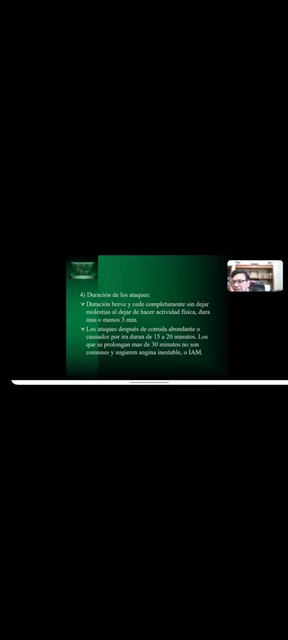 4) Duración de los ataques:
Duración breve y cede completamente sin dejar
molestias al dejar de hacer actividad física, dura
mas o menos 3 min.
Los ataques después de comida abundante o
causados por ira duran de 15 a 20 minutos. Los
que se prolongan mas de 30 minutos no son
comunes y sugieren angina inestable, o IAM.